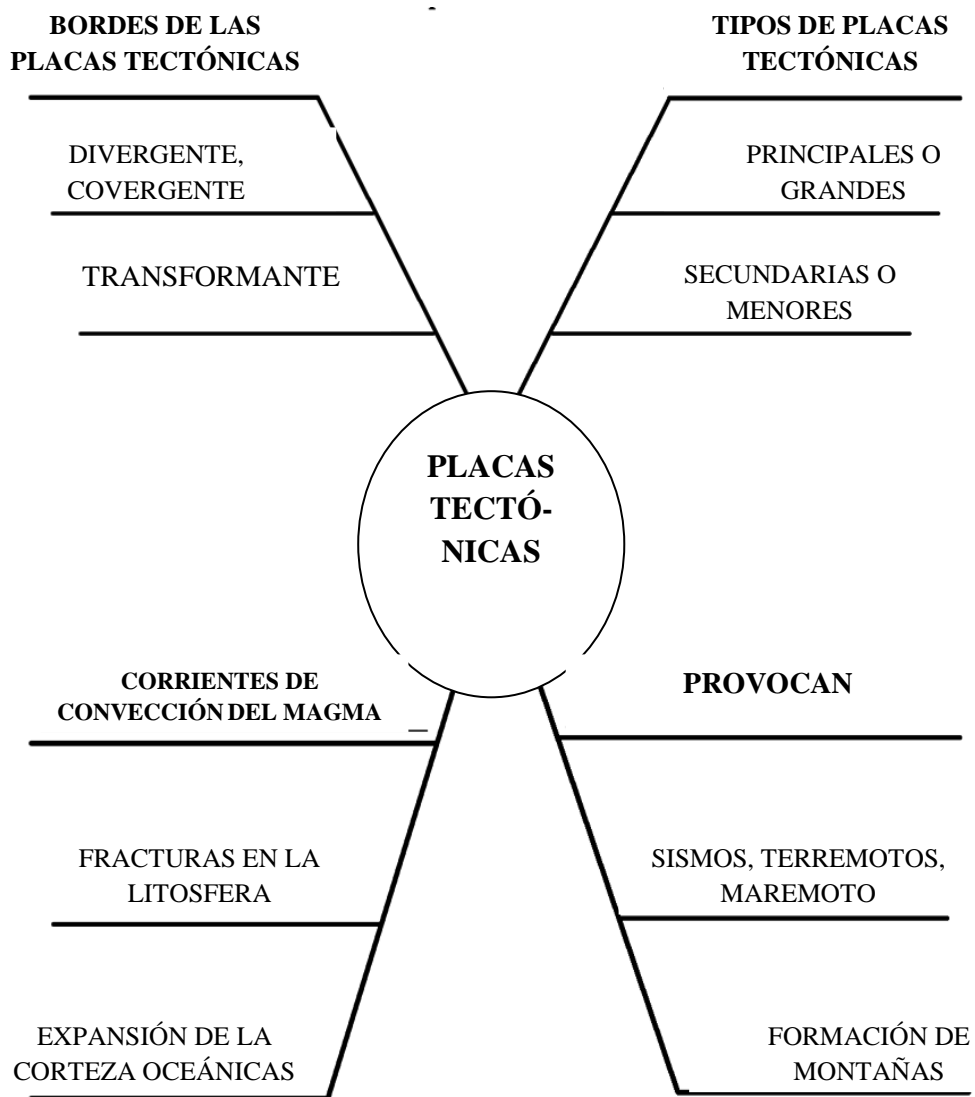 BORDES DE LAS
PLACAS TECTÓNICAS
DIVERGENTE,
COVERGENTE
TRANSFORMANTE
TIPOS DE PLACAS
TECTÓNICAS
PRINCIPALES O
GRANDES
SECUNDARIAS O
MENORES
PLACAS
TECTÓ-
NICAS
CORRIENTES DE
CONVECCIÓN DEL MAGMA
FRACTURAS EN LA
LITOSFERA
EXPANSIÓN DE LA
CORTEZA OCEÁNICAS
PROVOCAN
SISMOS, TERREMOTOS,
MAREMOTO
FORMACIÓN DE
MONTAÑAS